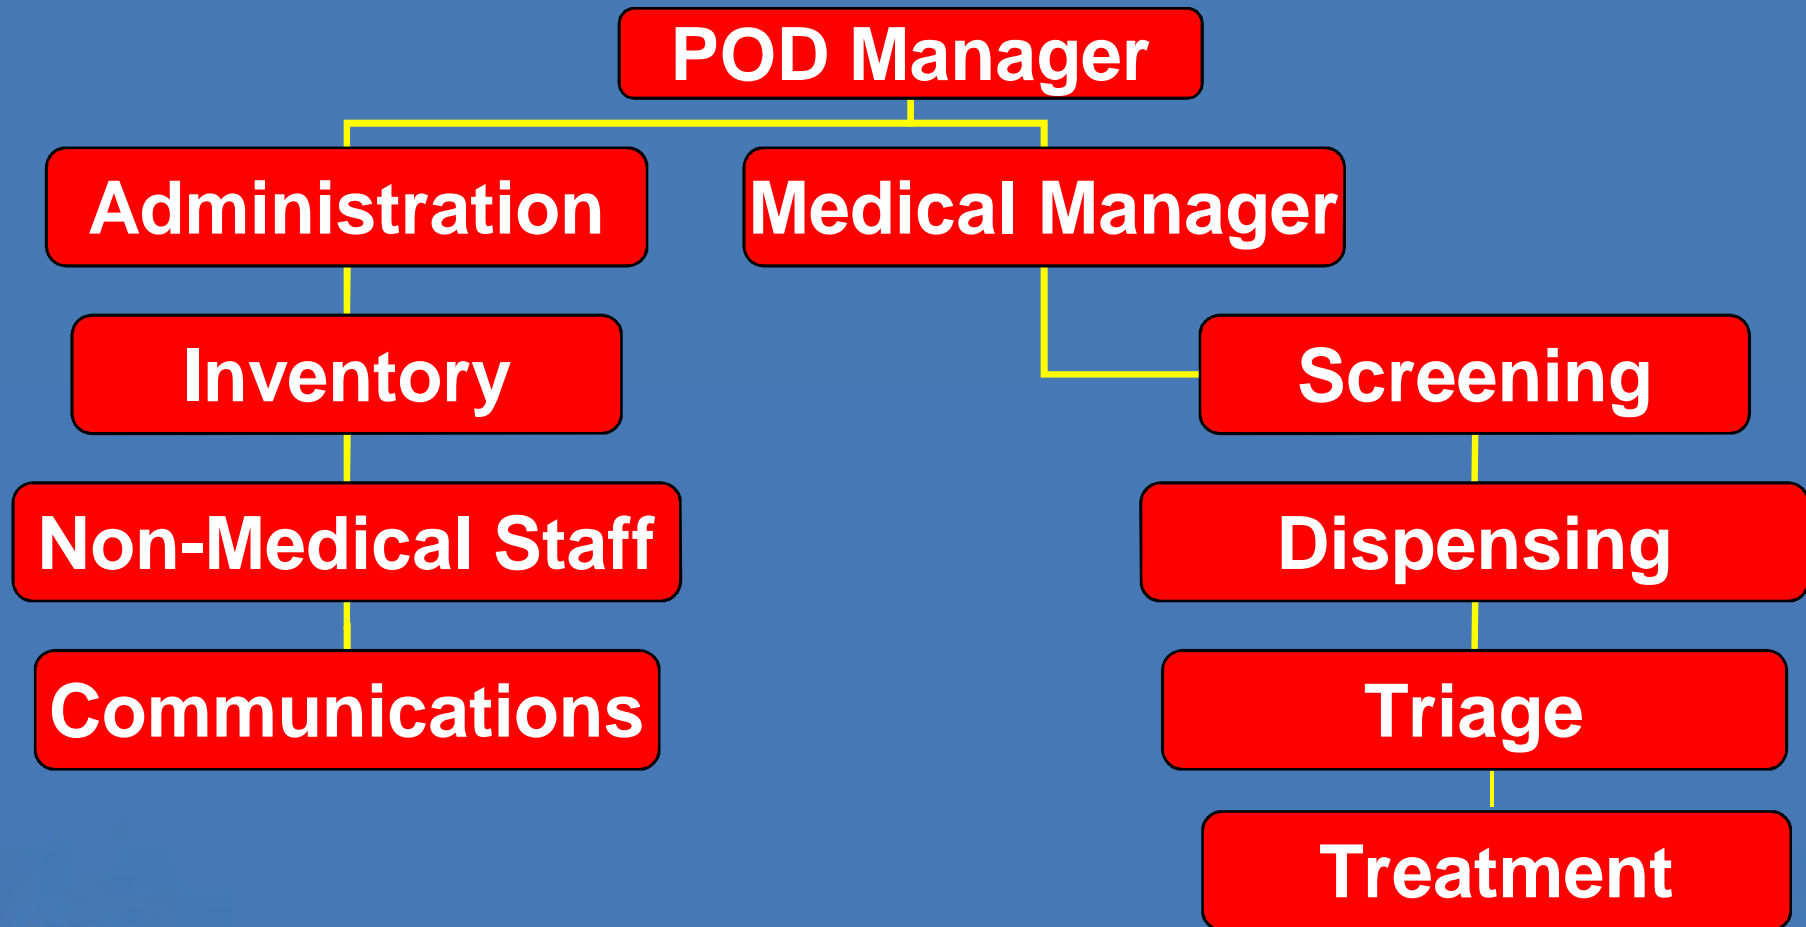 POD Manager
Administration
Medical Manager
Inventory
Screening
Non-Medical Staff
Dispensing
Communications
Triage
Treatment